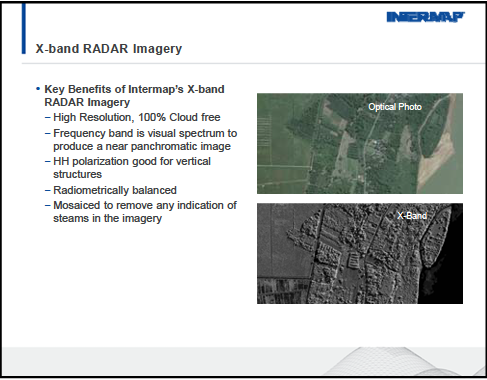 INTERMAP
X-band RADAR Imagery
• Key Benefits of Intermap's X-band
RADAR Imagery
– High Resolution, 100% Cloud free
– Frequency band is visual spectrum to
produce a near panchromatic image
– HH polarization good for vertical
structures
– Radiometrically balanced
– Mosaiced to remove any indication of
steams in the imagery
Optical Photo
X-Band